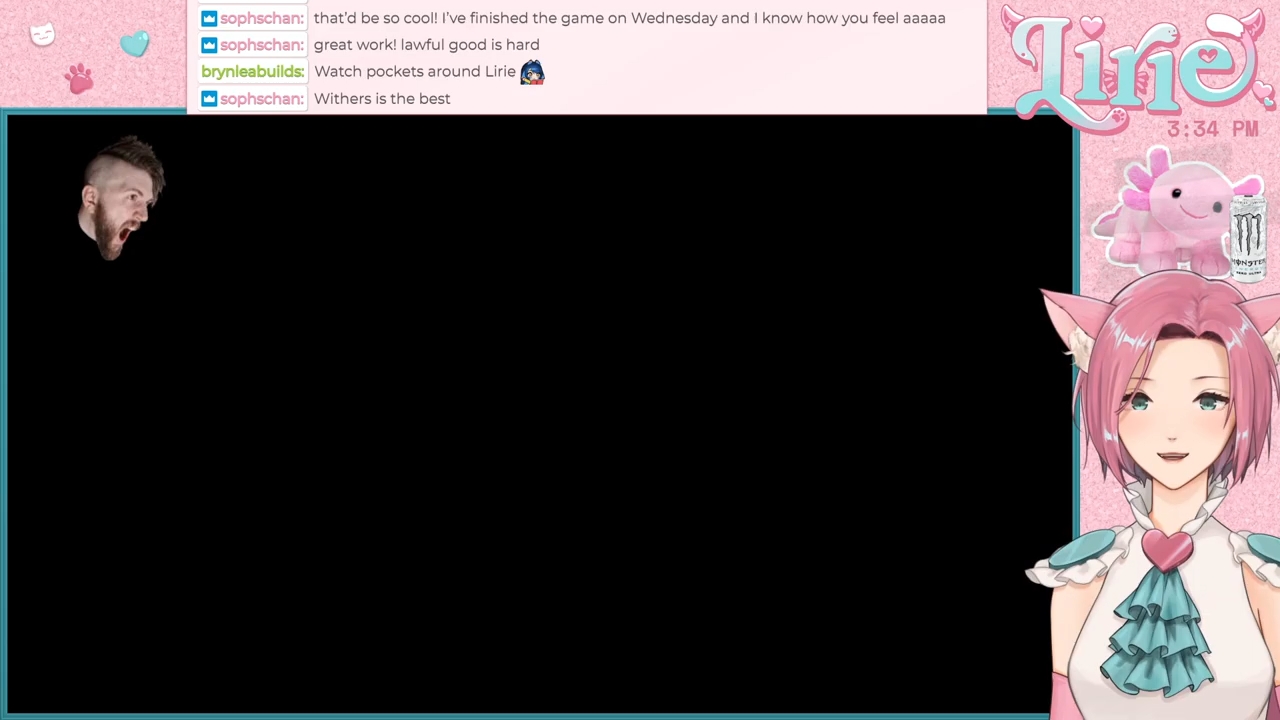 sophschan: that'd be so cool! I've finished the game on Wednesday and I know how you feel aaaaa
sophschan: great work! lawful good is hard
brynleabuilds: Watch pockets around Lirie
sophschan: Withers is the best
Lirie
3:34 PM
MONSTER